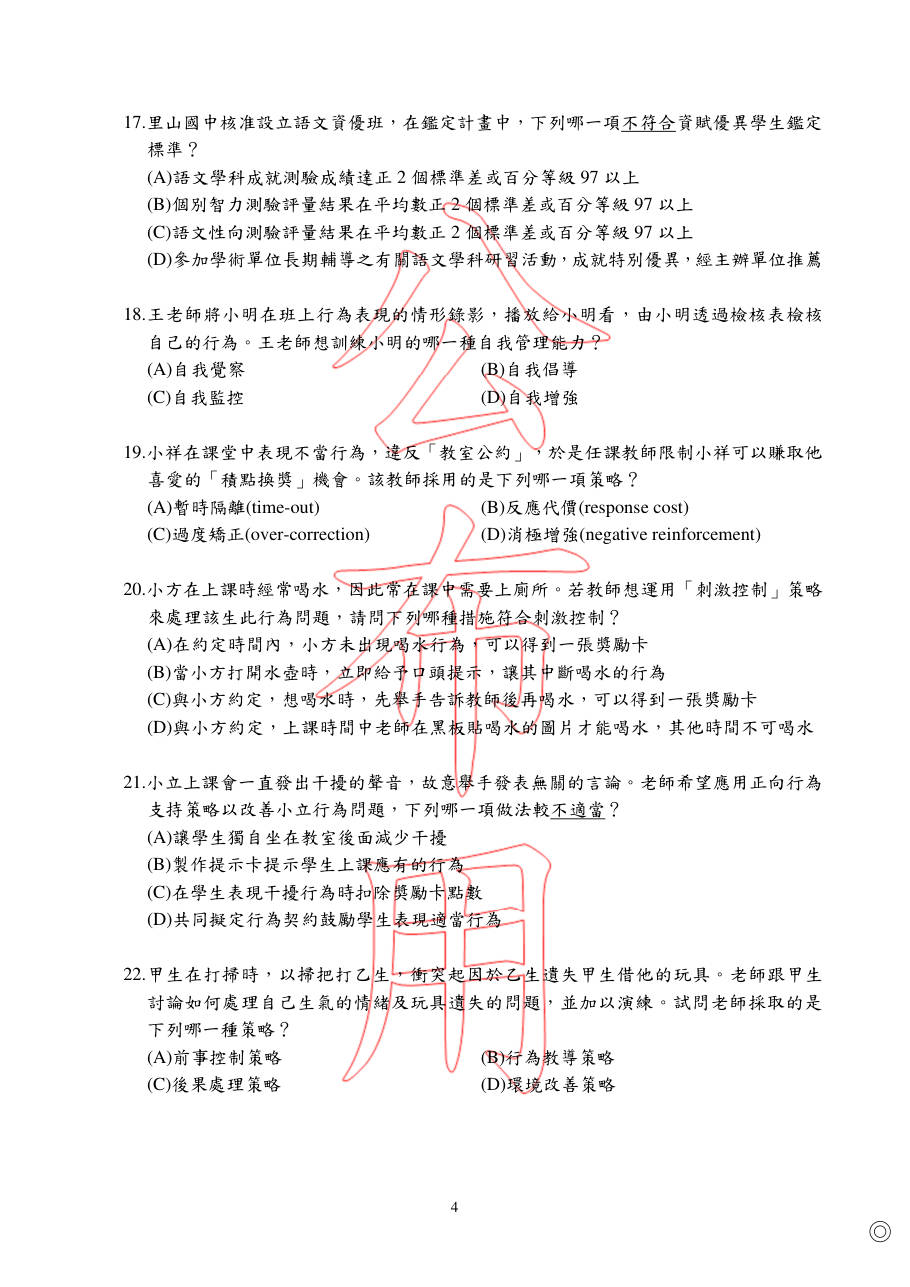 17.里山國中核准設立語文資優班，在鑑定計畫中，下列哪一項不符合資賦優異學生鑑定
標準？
(A)語文學科成就測驗成績達正 2 個標準差或百分等級 97 以上
(B)個別智力測驗評量結果在平均數正 2 個標準差或百分等級 97 以上
(C)語文性向測驗評量結果在平均數正 2 個標準差或百分等級 97 以上
(D)參加學術單位長期輔導之有關語文學科研習活動，成就特別優異，經主辦單位推薦
18.王老師將小明在班上行為表現的情形錄影，播放給小明看，由小明透過檢核表檢核
自己的行為。王老師想訓練小明的哪一種自我管理能力？
(A)自我覺察 (B)自我倡導
(C)自我監控 (D)自我增強
19.小祥在課堂中表現不當行為，違反「教室公約」，於是任課教師限制小祥可以賺取他
喜愛的「積點換獎」機會。該教師採用的是下列哪一項策略？
(A)暫時隔離(time-out) (B)反應代價(response cost)
(C)過度矯正(over-correction) (D)消極增強(negative reinforcement)
20.小方在上課時經常喝水，因此常在課中需要上廁所。若教師想運用「刺激控制」策略
來處理該生此行為問題，請問下列哪種措施符合刺激控制？
(A)在約定時間內，小方未出現喝水行為，可以得到一張獎勵卡
(B)當小方打開水壺時，立即給予口頭提示，讓其中斷喝水的行為
(C)與小方約定，想喝水時，先舉手告訴教師後再喝水，可以得到一張獎勵卡
(D)與小方約定，上課時間中老師在黑板貼喝水的圖片才能喝水，其他時間不可喝水
21.小立上課會一直發出干擾的聲音，故意舉手發表無關的言論。老師希望應用正向行為
支持策略以改善小立行為問題，下列哪一項做法較不適當？
(A)讓學生獨自坐在教室後面減少干擾
(B)製作提示卡提示學生上課應有的行為
(C)在學生表現干擾行為時扣除獎勵卡點數
(D)共同擬定行為契約鼓勵學生表現適當行為
22.甲生在打掃時，以掃把打乙生，衝突起因於乙生遺失甲生借他的玩具。老師跟甲生
討論如何處理自己生氣的情緒及玩具遺失的問題，並加以演練。試問老師採取的是
下列哪一種策略？
(A)前事控制策略 (B)行為教導策略
(C)後果處理策略 (D)環境改善策略
公布用
4